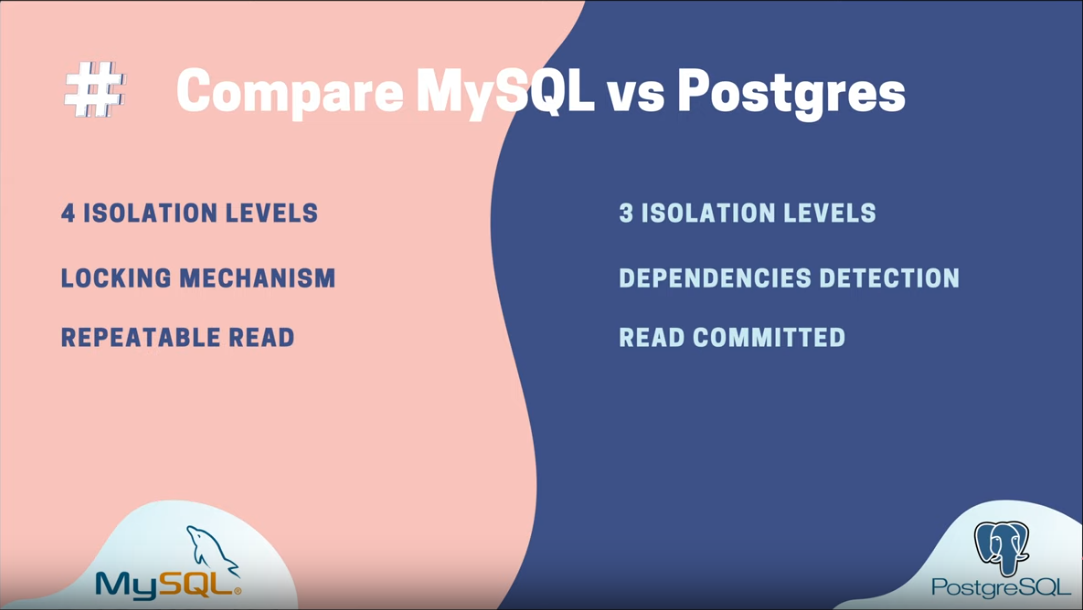 # Compare MySQL vs Postgres
4 ISOLATION LEVELS
LOCKING MECHANISM
REPEATABLE READ
3 ISOLATION LEVELS
DEPENDENCIES DETECTION
READ COMMITTED
MySQL®
PostgreSQL